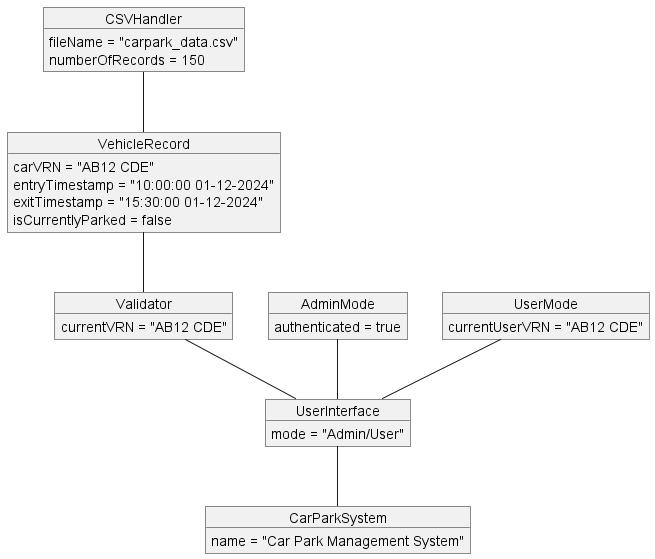 CSVHandler
fileName = "carpark_data.csv"
numberOfRecords = 150
VehicleRecord
carVRN = "AB12 CDE"
entryTimestamp = "10:00:00 01-12-2024"
exitTimestamp = "15:30:00 01-12-2024"
isCurrentlyParked = false
Validator
currentVRN = "AB12 CDE"
AdminMode
authenticated = true
UserMode
currentUserVRN = "AB12 CDE"
UserInterface
mode = "Admin/User"
CarParkSystem
name = "Car Park Management System"